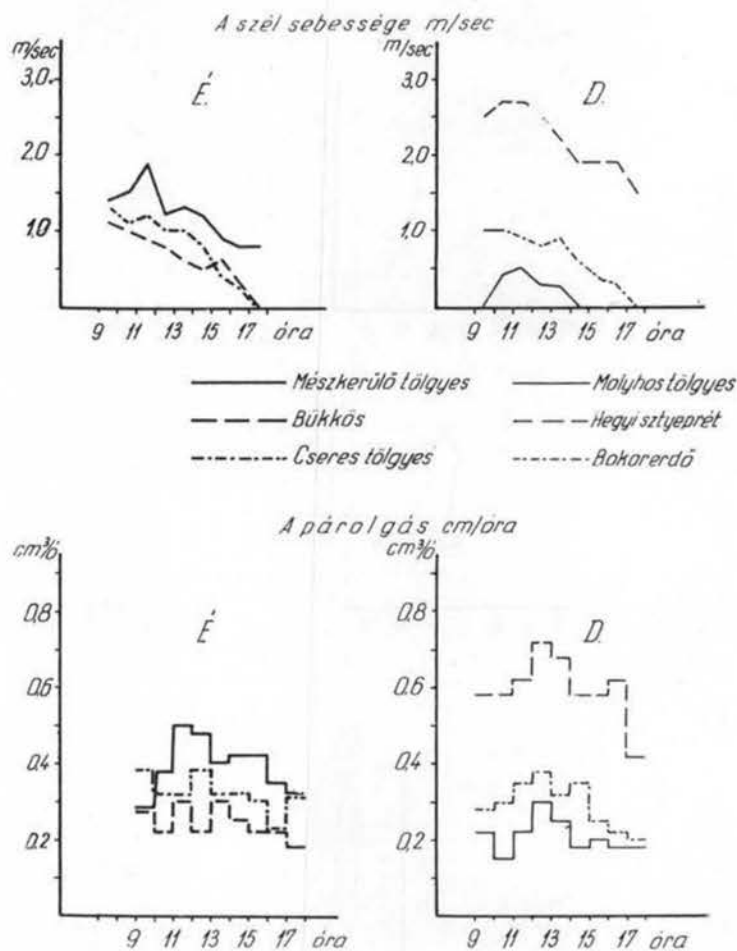 A szél sebessége m/sec
m/sec
3,0
2,0
1,0
É.
9 11 13 15 17 óra
m/sec
3,0
2,0
1,0
D.
9 11 13 15 17 óra
Mészkerülő tölgyes
Bükkös
Cseres tölgyes
Molyhos tölgyes
Hegyi sztyeprét
Bokorerdő
A párolgás cm/óra
cm³/ó
0,8
0,6
0,4
0,2
É
9 11 13 15 17 óra
cm³/ó
0,8
0,6
0,4
0,2
D.
9 11 13 15 17 óra